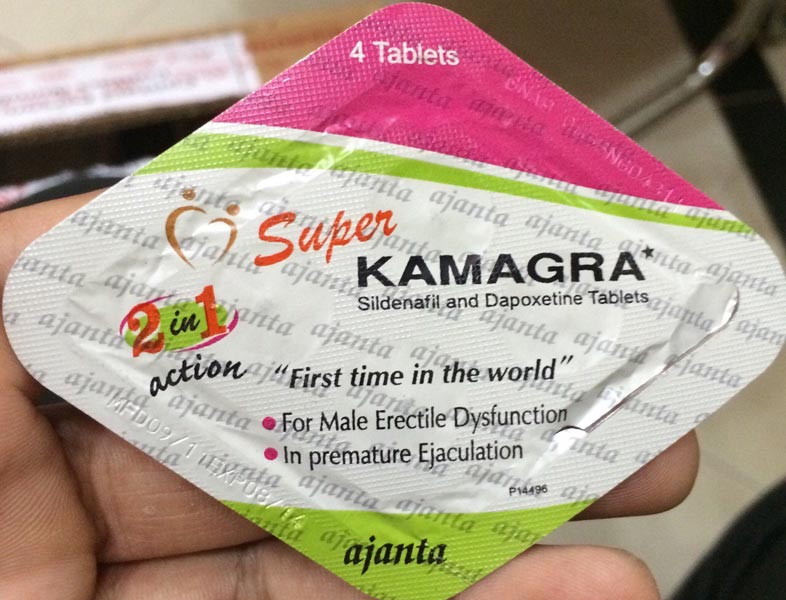 4 Tablets
Super
KAMAGRA*
Sildenafil and Dapoxetine Tablets
2 in 1
action
"First time in the world"
For Male Erectile Dysfunction
In premature Ejaculation
P14496
ajanta